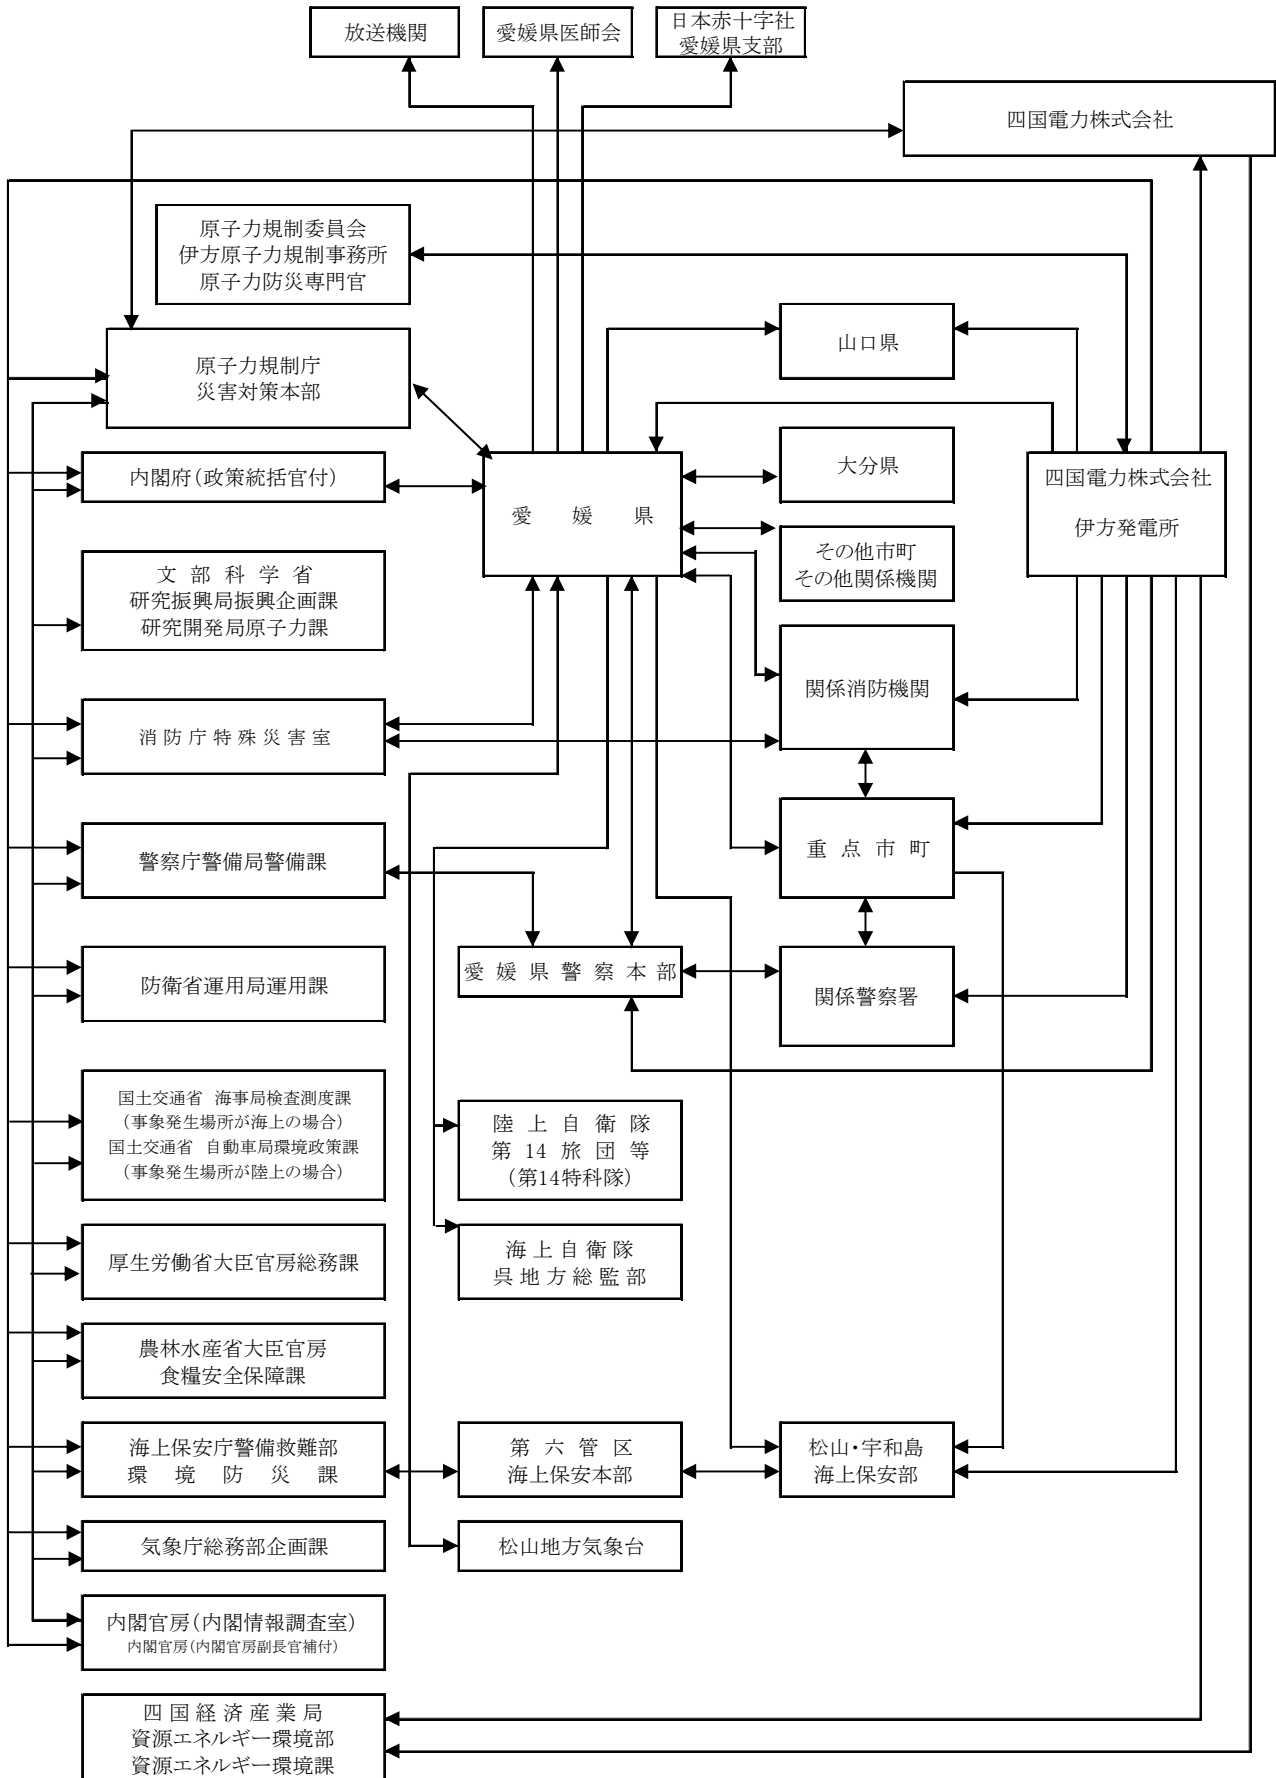 放送機関
愛媛県医師会
日本赤十字社
愛媛県支部
四国電力株式会社
原子力規制委員会
伊方原子力規制事務所
原子力防災専門官
原子力規制庁
災害対策本部
山口県
内閣府(政策統括官付)
愛媛県
大分県
四国電力株式会社
伊方発電所
その他市町
その他関係機関
文部科学省
研究振興局振興企画課
研究開発局原子力課
関係消防機関
消防庁特殊災害室
警察庁警備局警備課
重点市町
防衛省運用局運用課
愛媛県警察本部
関係警察署
国土交通省 海事局検査測度課
(事象発生場所が海上の場合)
国土交通省 自動車局環境政策課
(事象発生場所が陸上の場合)
陸上自衛隊
第14旅団等
(第14特科隊)
厚生労働省大臣官房総務課
海上自衛隊
呉地方総監部
農林水産省大臣官房
食糧安全保障課
海上保安庁警備救難部
環境防災課
第六管区
海上保安本部
松山・宇和島
海上保安部
気象庁総務部企画課
松山地方気象台
内閣官房(内閣情報調査室)
内閣官房(内閣官房副長官補付)
四国経済産業局
資源エネルギー環境部
資源エネルギー環境課